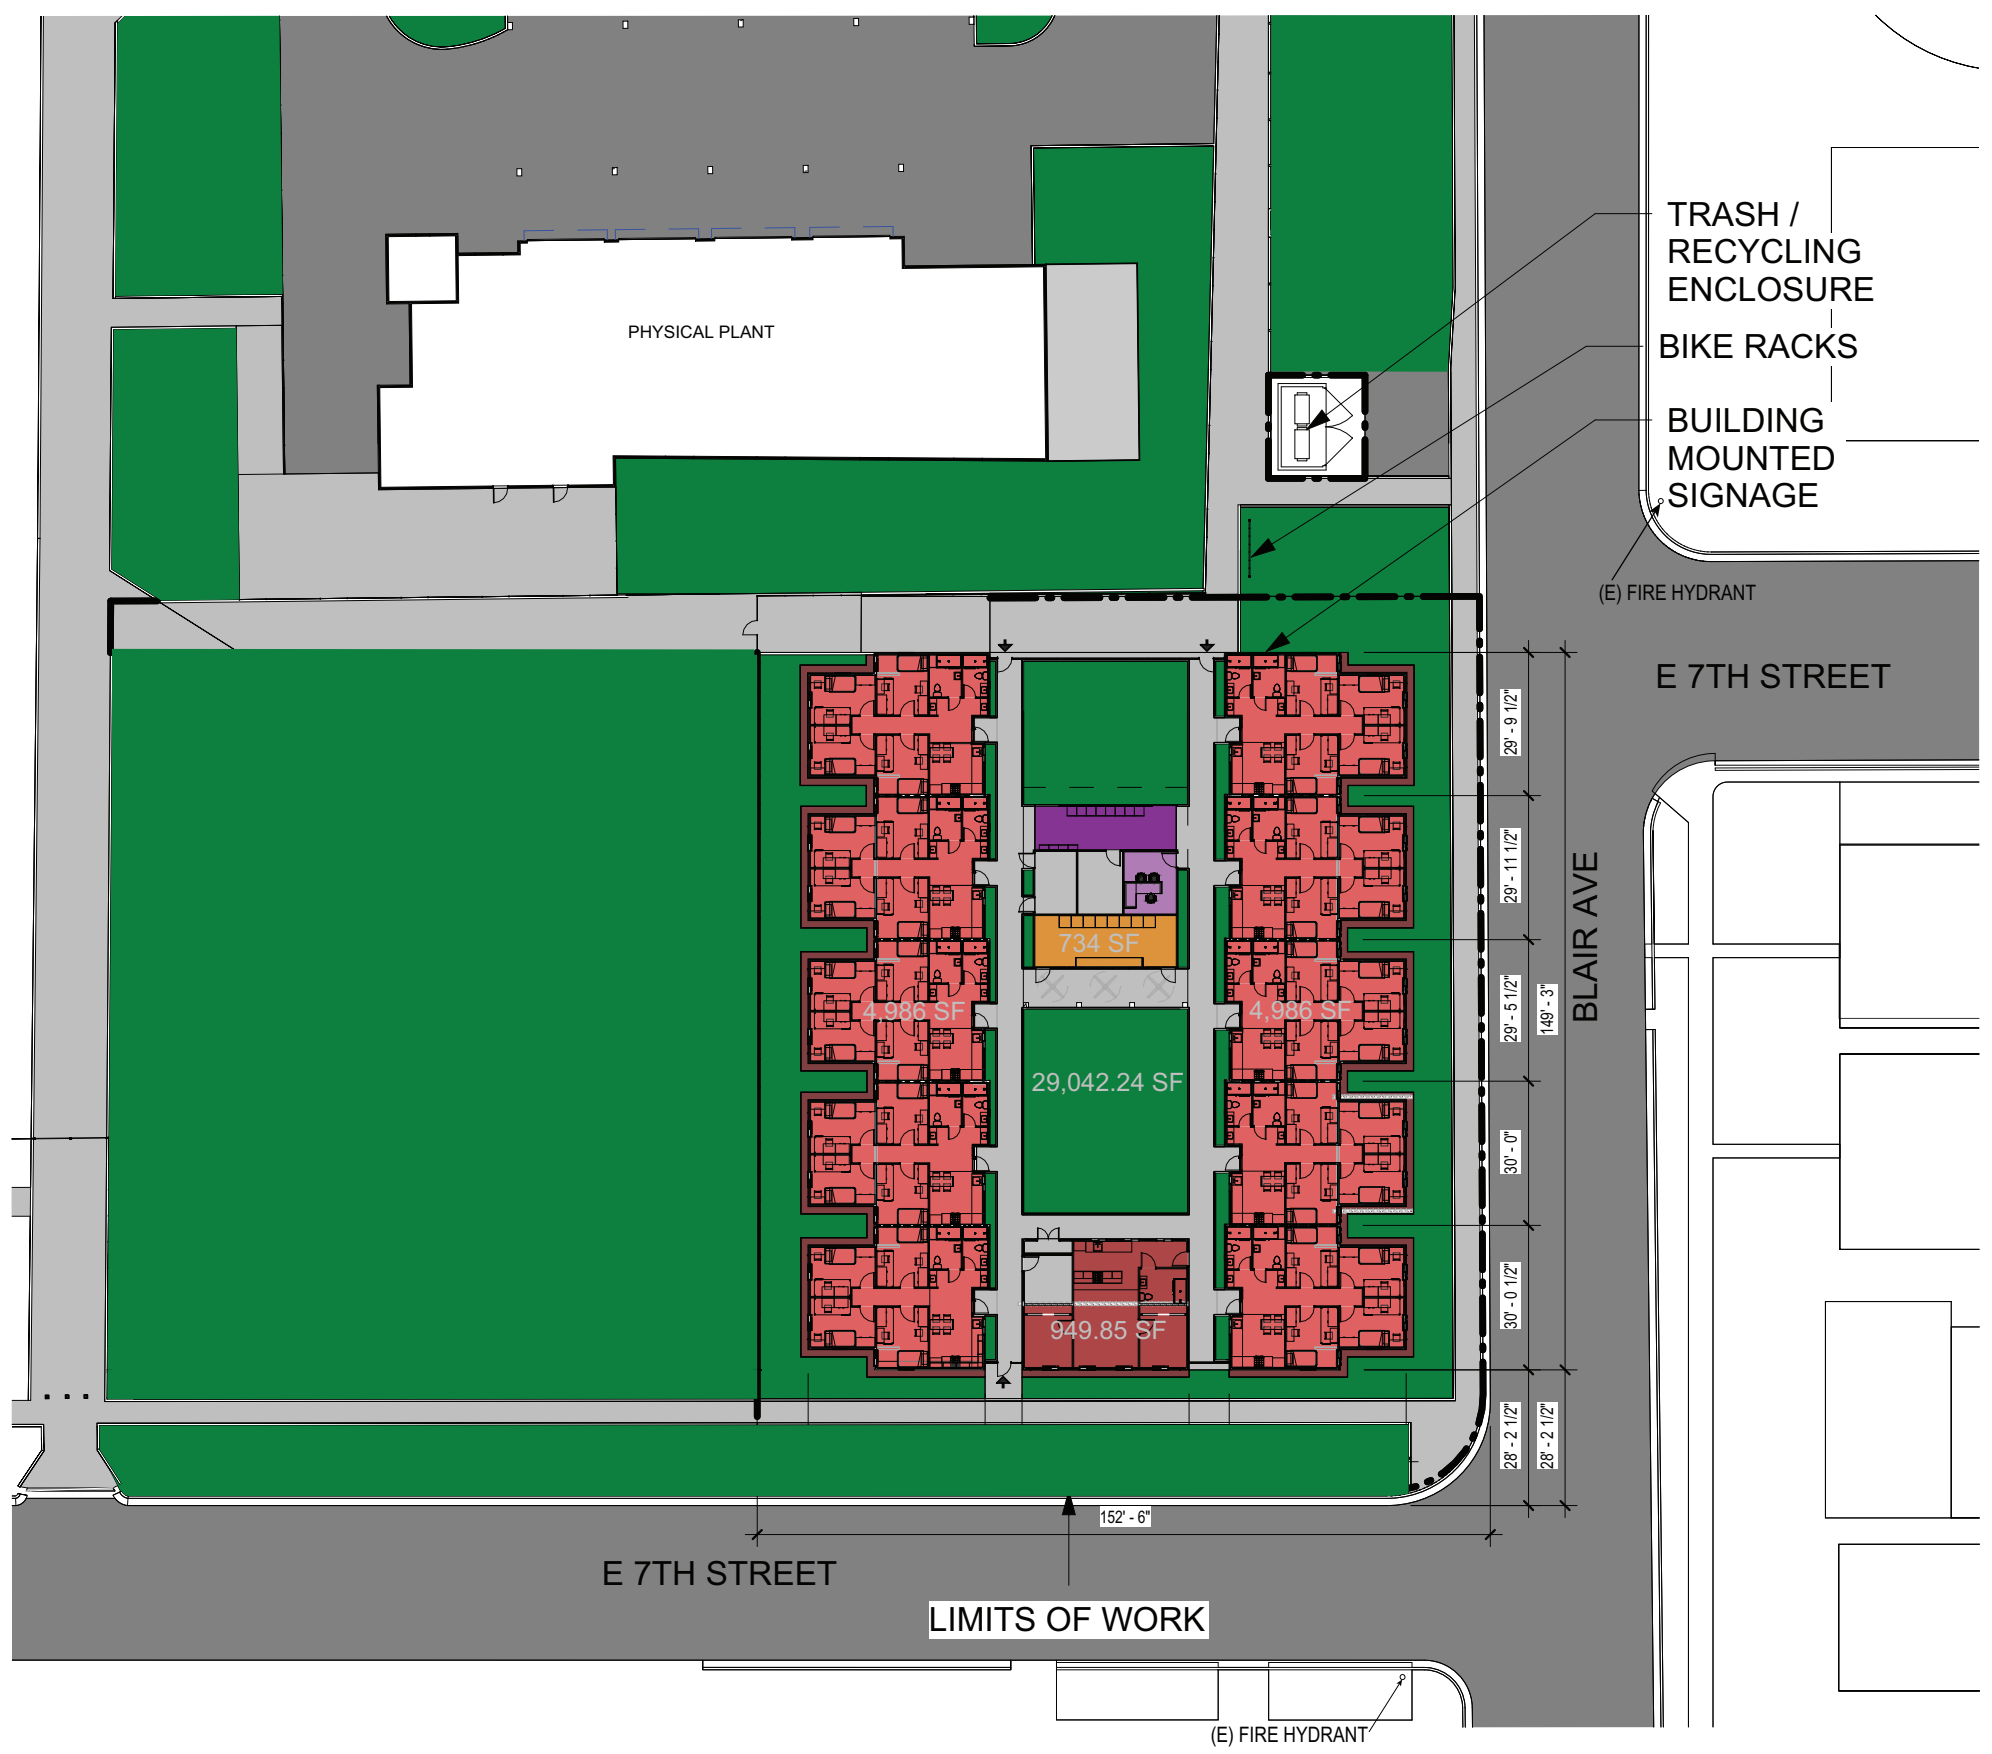 TRASH /
RECYCLING
ENCLOSURE
PHYSICAL PLANT
BIKE RACKS
BUILDING
MOUNTED
SIGNAGE
(E) FIRE HYDRANT
E 7TH STREET
29' - 9 1/2"
29' - 11 1/2"
BLAIR AVE
734 SF
4,986 SF
4,986 SF
29' - 5 1/2"
149' - 3"
29,042.24 SF
30' - 0"
30' - 0 1/2"
949.85 SF
28' - 2 1/2"
28' - 2 1/2"
152' - 6"
E 7TH STREET
LIMITS OF WORK
(E) FIRE HYDRANT